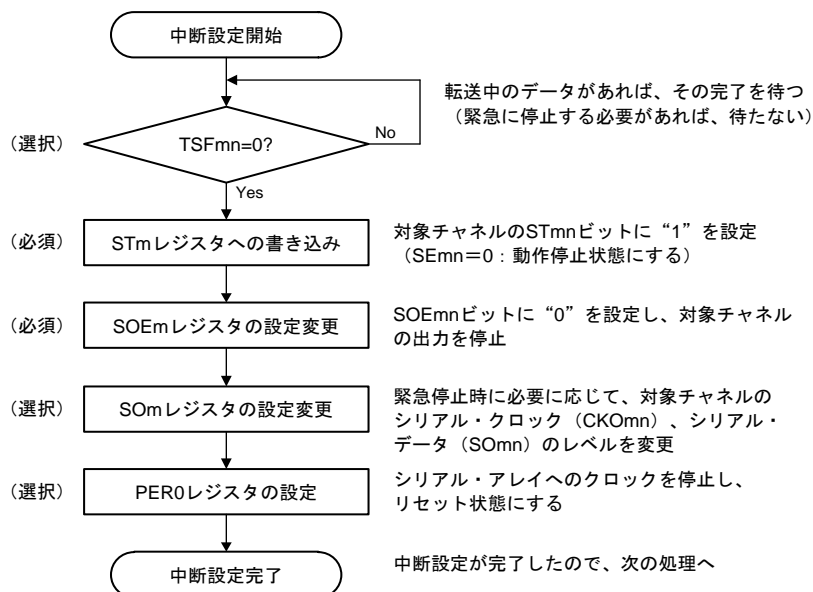 中断設定開始
転送中のデータがあれば、その完了を待つ
（緊急に停止する必要があれば、待たない）
（選択）
TSFmn=0?
No
Yes
（必須）
STmレジスタへの書き込み
対象チャネルのSTmnビットに“1”を設定
（SEmn＝0：動作停止状態にする）
（必須）
SOEmレジスタの設定変更
SOEmnビットに“0”を設定し、対象チャネル
の出力を停止
（選択）
SOmレジスタの設定変更
緊急停止時に必要に応じて、対象チャネルの
シリアル・クロック（CKOmn）、シリアル・
データ（SOmn）のレベルを変更
（選択）
PER0レジスタの設定
シリアル・アレイへのクロックを停止し、
リセット状態にする
中断設定完了
中断設定が完了したので、次の処理へ